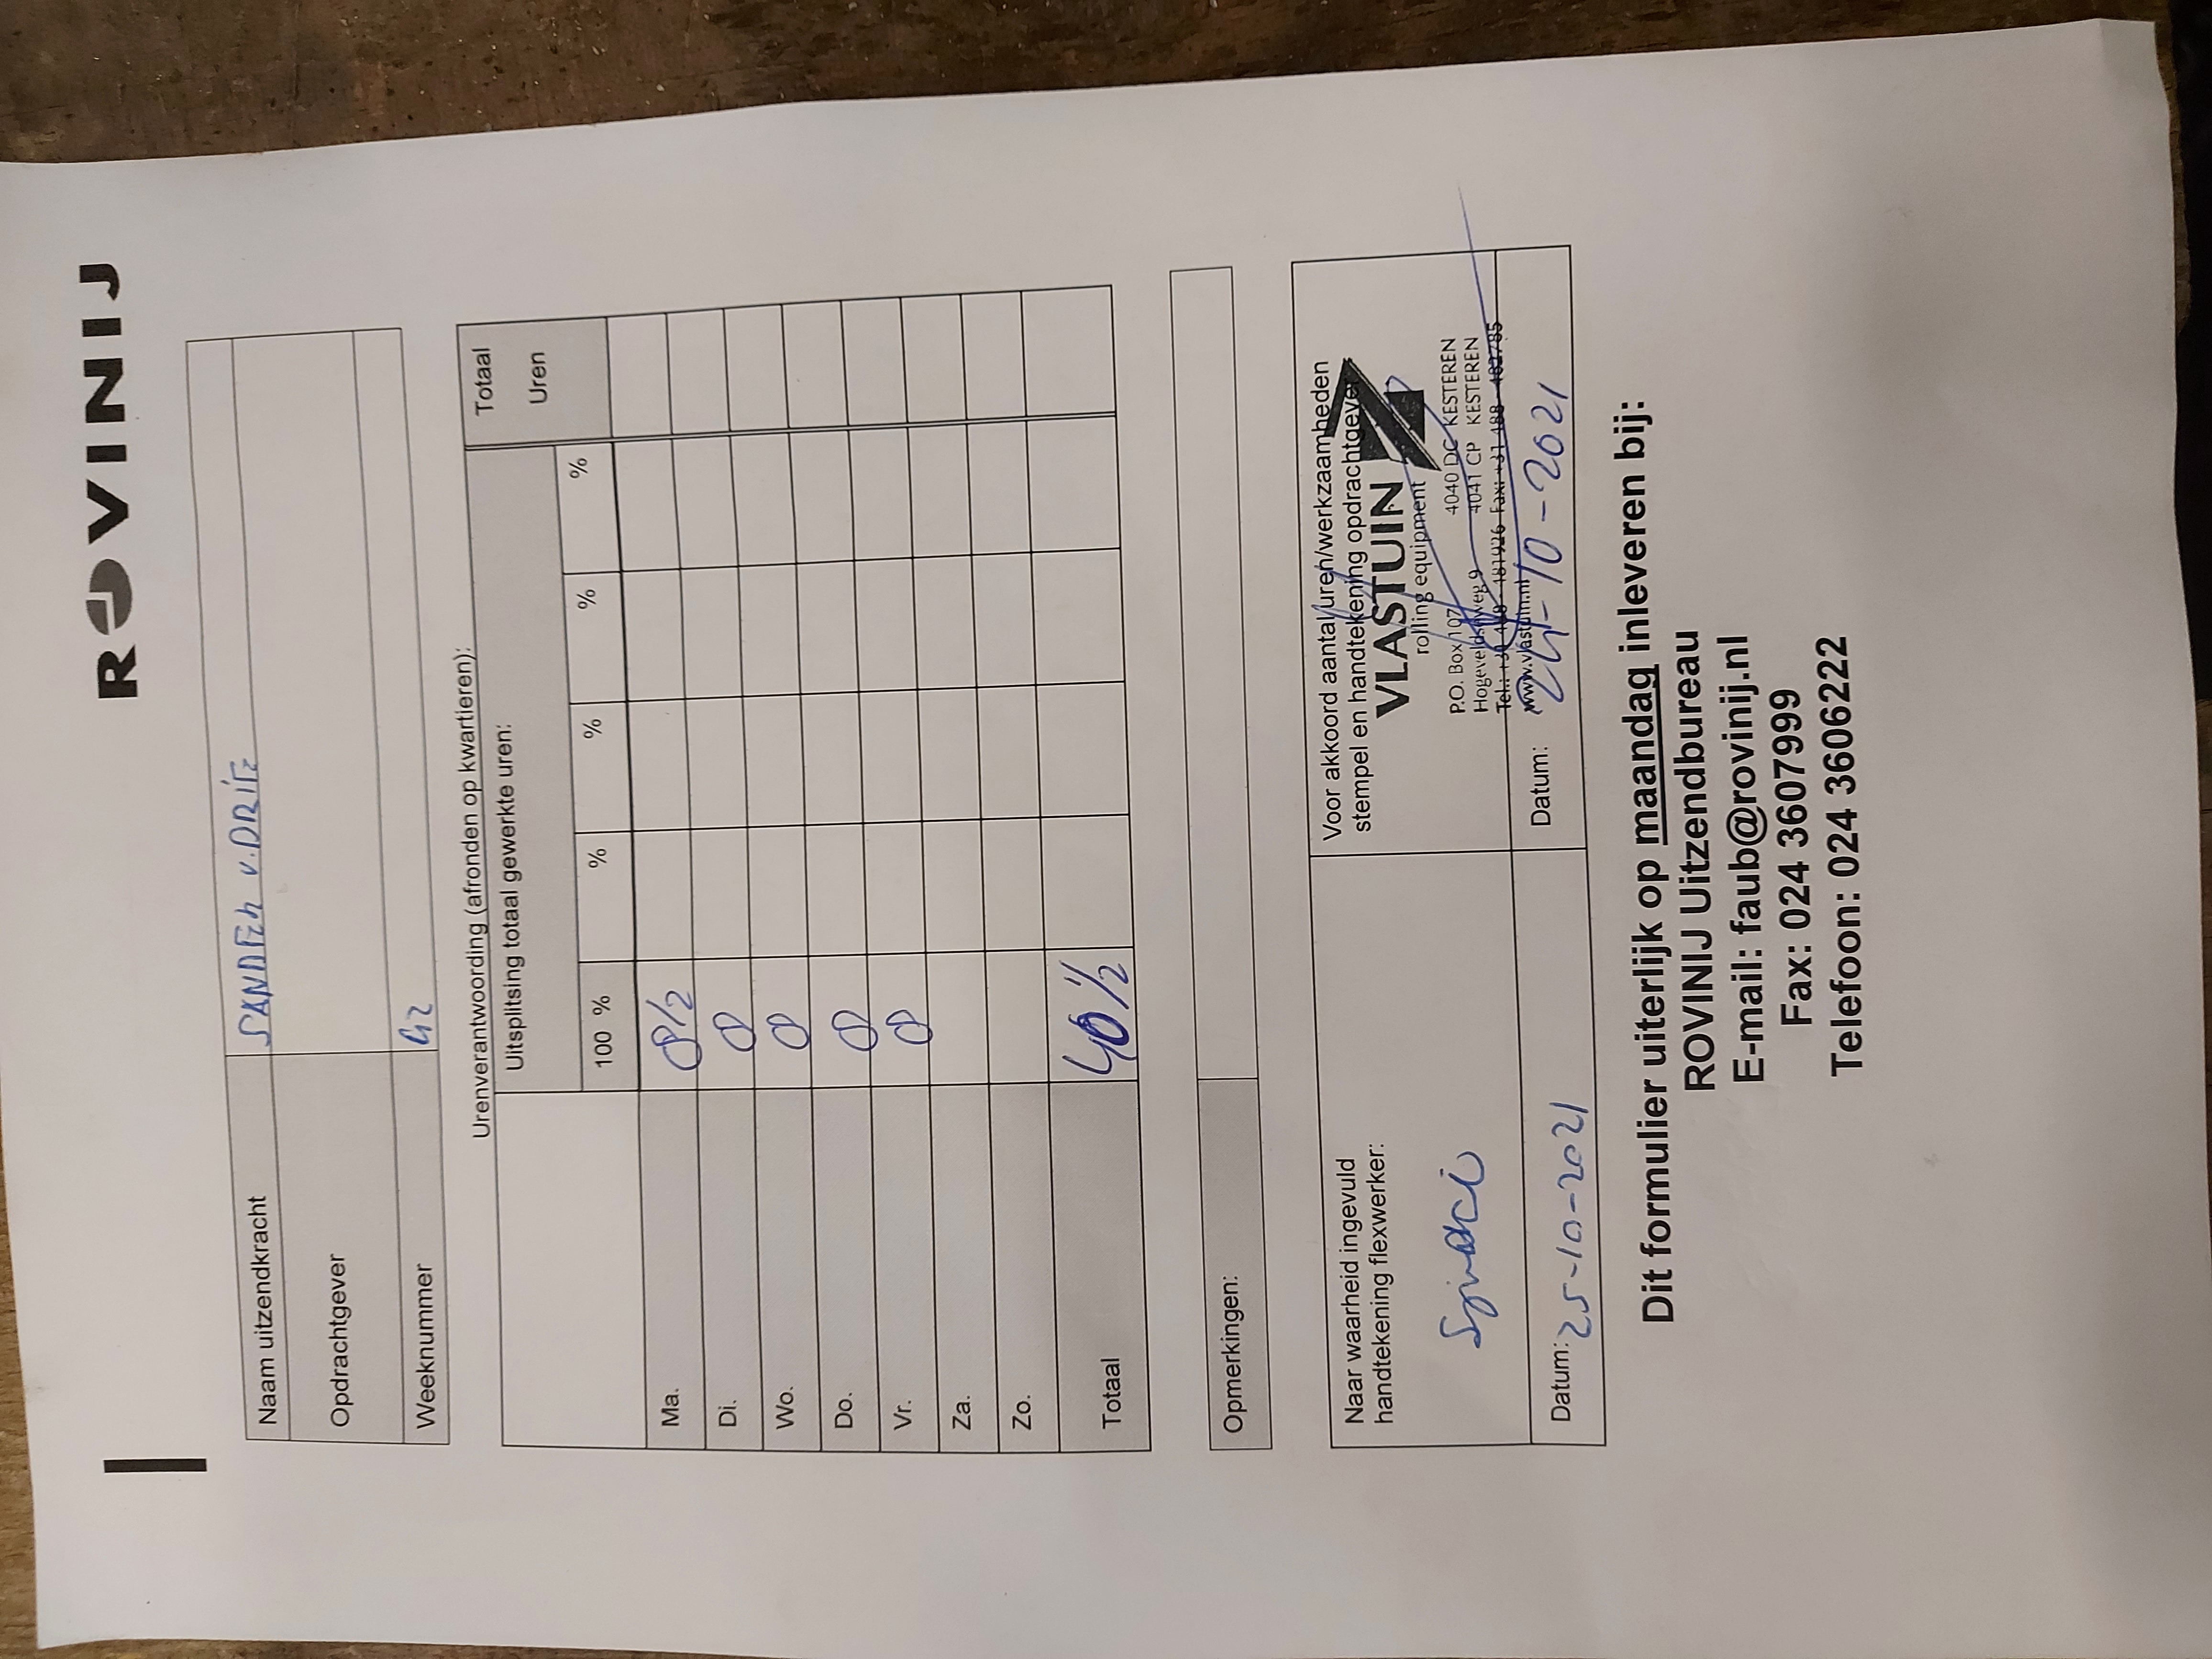 ROVINIJ
Naam uitzendkracht SANDER v.DRIE
Opdrachtgever
Weeknummer 42
Urenverantwoording (afronden op kwartieren):
Uitsplitsing totaal gewerkte uren: Totaal
Uren
100 % % % % %
Ma. 8/2
Di. 8
Wo. 8
Do. 8
Vr. 8
Za.
Zo.
Totaal 40 1/2
Opmerkingen:
Naar waarheid ingevuld
handtekening flexwerker:
Voor akkoord aantal uren/werkzaamheden
stempel en handtekening opdrachtgever
VLASTUIN
rolling equipment
P.O. Box 107 4040 DC KESTEREN
Hogeveldseweg 9 4041 CP KESTEREN
Tel.: +31 488 - 481926 Fax: +31 488 - 482785
www.vlastuin.nl
Datum: 25-10-2021
Datum: 24-10-2021
Dit formulier uiterlijk op maandag inleveren bij:
ROVINIJ Uitzendbureau
E-mail: faub@rovinij.nl
Fax: 024 3607999
Telefoon: 024 3606222